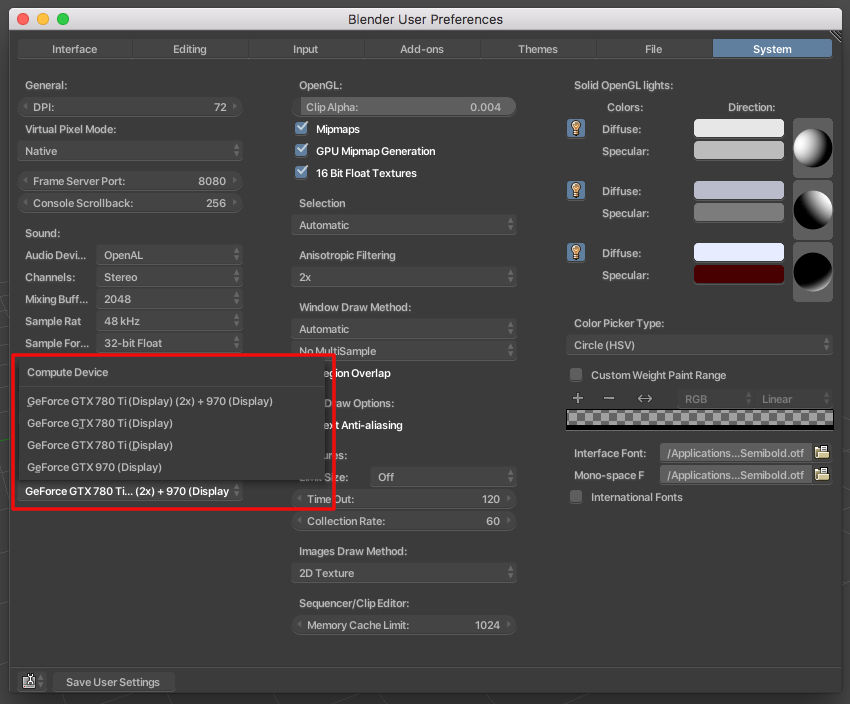 Blender User Preferences
Interface
Editing
Input
Add-ons
Themes
File
System
General:
DPI:
72
Virtual Pixel Mode:
Native
Frame Server Port:
8080
Console Scrollback:
256
Sound:
Audio Devi...
OpenAL
Channels:
Stereo
Mixing Buff...
2048
Sample Rat
48 kHz
Sample For...
32-bit Float
Compute Device
GeForce GTX 780 Ti (Display) (2x) + 970 (Display)
GeForce GTX 780 Ti (Display)
GeForce GTX 780 Ti (Display)
GeForce GTX 970 (Display)
GeForce GTX 780 Ti... (2x) + 970 (Display
OpenGL:
Clip Alpha:
0.004
Mipmaps
GPU Mipmap Generation
16 Bit Float Textures
Selection
Automatic
Anisotropic Filtering
2x
Window Draw Method:
Automatic
No MultiSample
egion Overlap
Draw Options:
ext Anti-aliasing
ures:
Limit Size:
Off
Time Out:
120
Collection Rate:
60
Images Draw Method:
2D Texture
Sequencer/Clip Editor:
Memory Cache Limit:
1024
Solid OpenGL lights:
Colors:
Direction:
Diffuse:
Specular:
Diffuse:
Specular:
Diffuse:
Specular:
Color Picker Type:
Circle (HSV)
Custom Weight Paint Range
RGB
Linear
Interface Font:
/Applications...Semibold.otf
Mono-space F
/Applications...Semibold.otf
International Fonts
Save User Settings